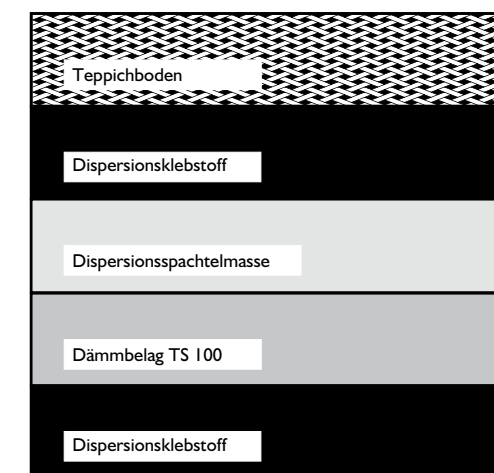 Teppichboden
Dispersionsklebstoff
Dispersionsspachtelmasse
Dämmbelag TS 100
Dispersionsklebstoff